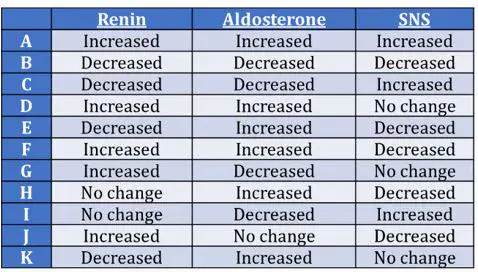 Renin Aldosterone SNS
A Increased Increased Increased
B Decreased Decreased Decreased
C Decreased Decreased Increased
D Increased Increased No change
E Decreased Increased Decreased
F Increased Increased Decreased
G Increased Decreased No change
H No change Increased Decreased
I No change Decreased Increased
J Increased No change Decreased
K Decreased Increased No change